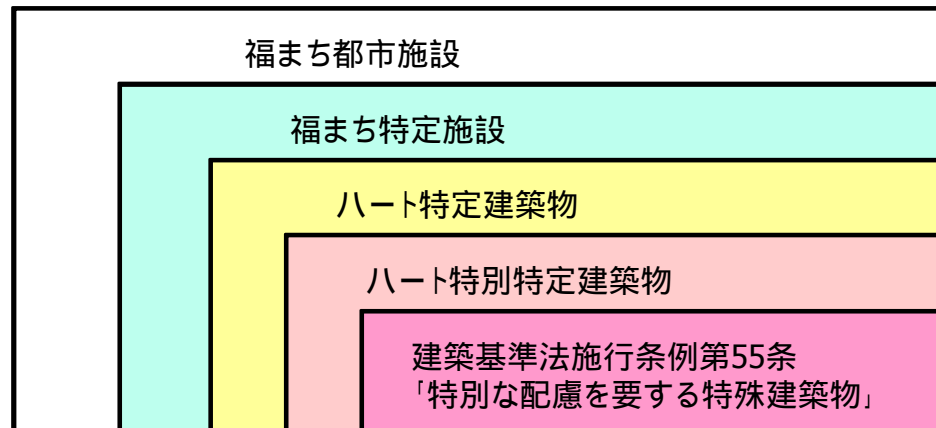 福まち都市施設
福まち特定施設
ハート特定建築物
ハート特別特定建築物
建築基準法施行条例第55条
「特別な配慮を要する特殊建築物」